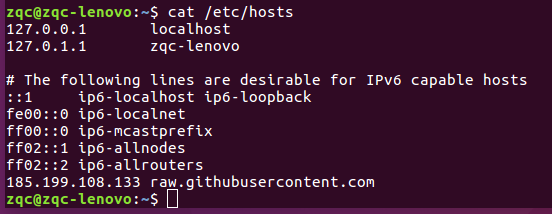 zqc@zqc-lenovo:~$ cat /etc/hosts
127.0.0.1       localhost
127.0.1.1       zqc-lenovo

# The following lines are desirable for IPv6 capable hosts
::1     ip6-localhost ip6-loopback
fe00::0 ip6-localnet
ff00::0 ip6-mcastprefix
ff02::1 ip6-allnodes
ff02::2 ip6-allrouters
185.199.108.133 raw.githubusercontent.com
zqc@zqc-lenovo:~$